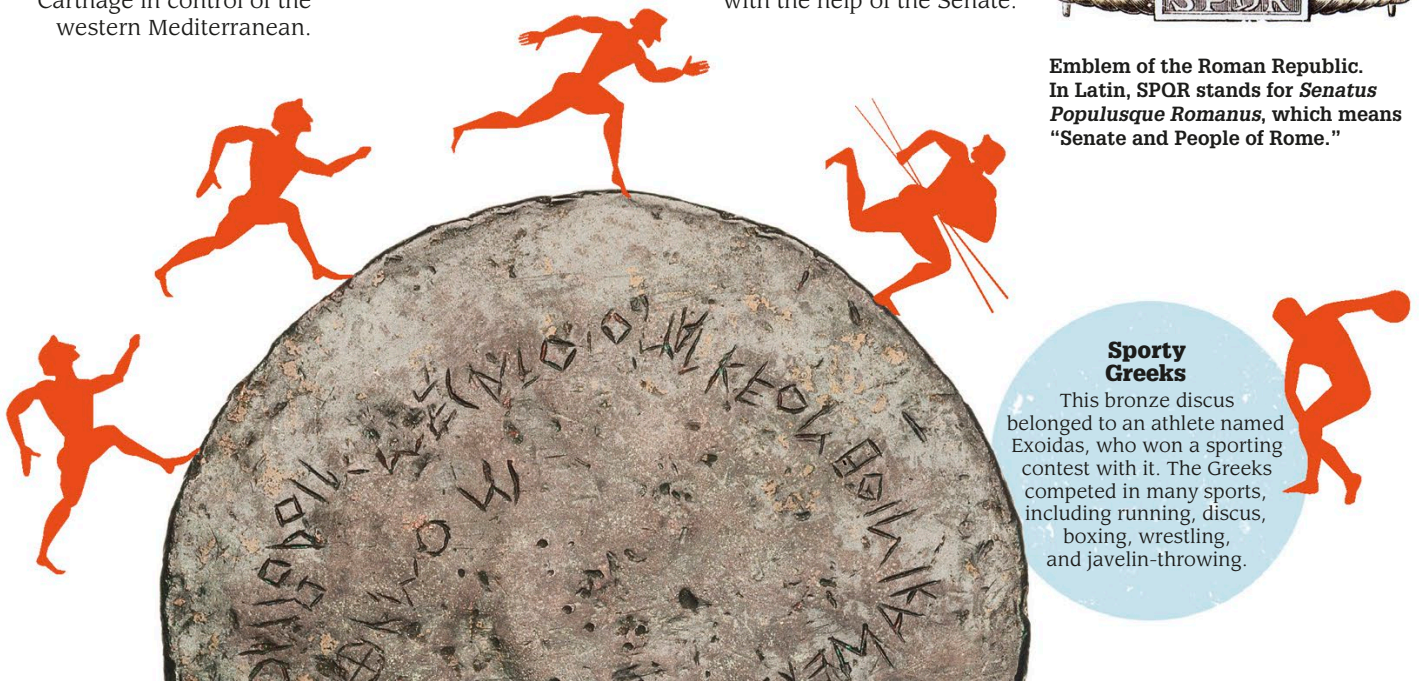 Carthage in control of the
western Mediterranean.
with the help of the Senate.
SPQR
Emblem of the Roman Republic.
In Latin, SPQR stands for Senatus
Populusque Romanus, which means
“Senate and People of Rome.”
Sporty
Greeks
This bronze discus
belonged to an athlete named
Exoidas, who won a sporting
contest with it. The Greeks
competed in many sports,
including running, discus,
boxing, wrestling,
and javelin-throwing.